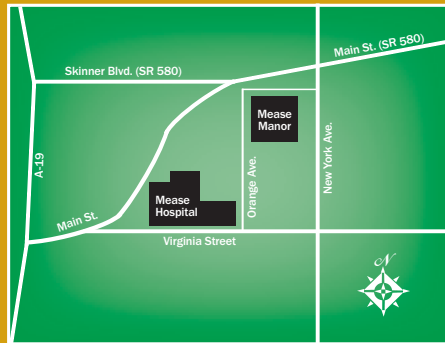 Main St. (SR 580)
Skinner Blvd. (SR 580)
Mease
Manor
A-19
Orange Ave.
New York Ave.
Mease
Hospital
Main St.
Virginia Street
N